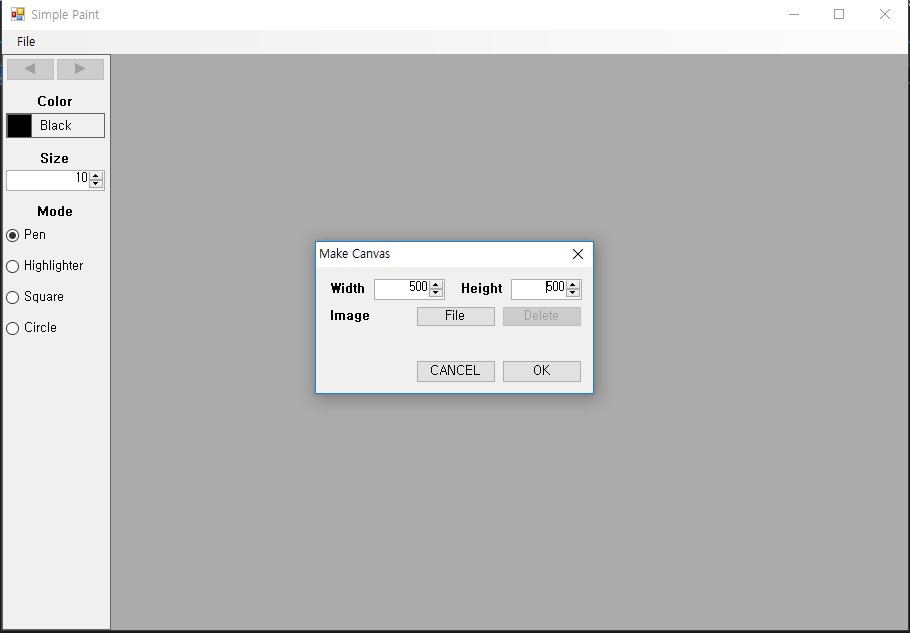 Simple Paint
File
Color
Black
Size
10
Mode
Pen
Highlighter
Square
Circle
Make Canvas
Width 500 Height 500
Image File Delete
CANCEL OK